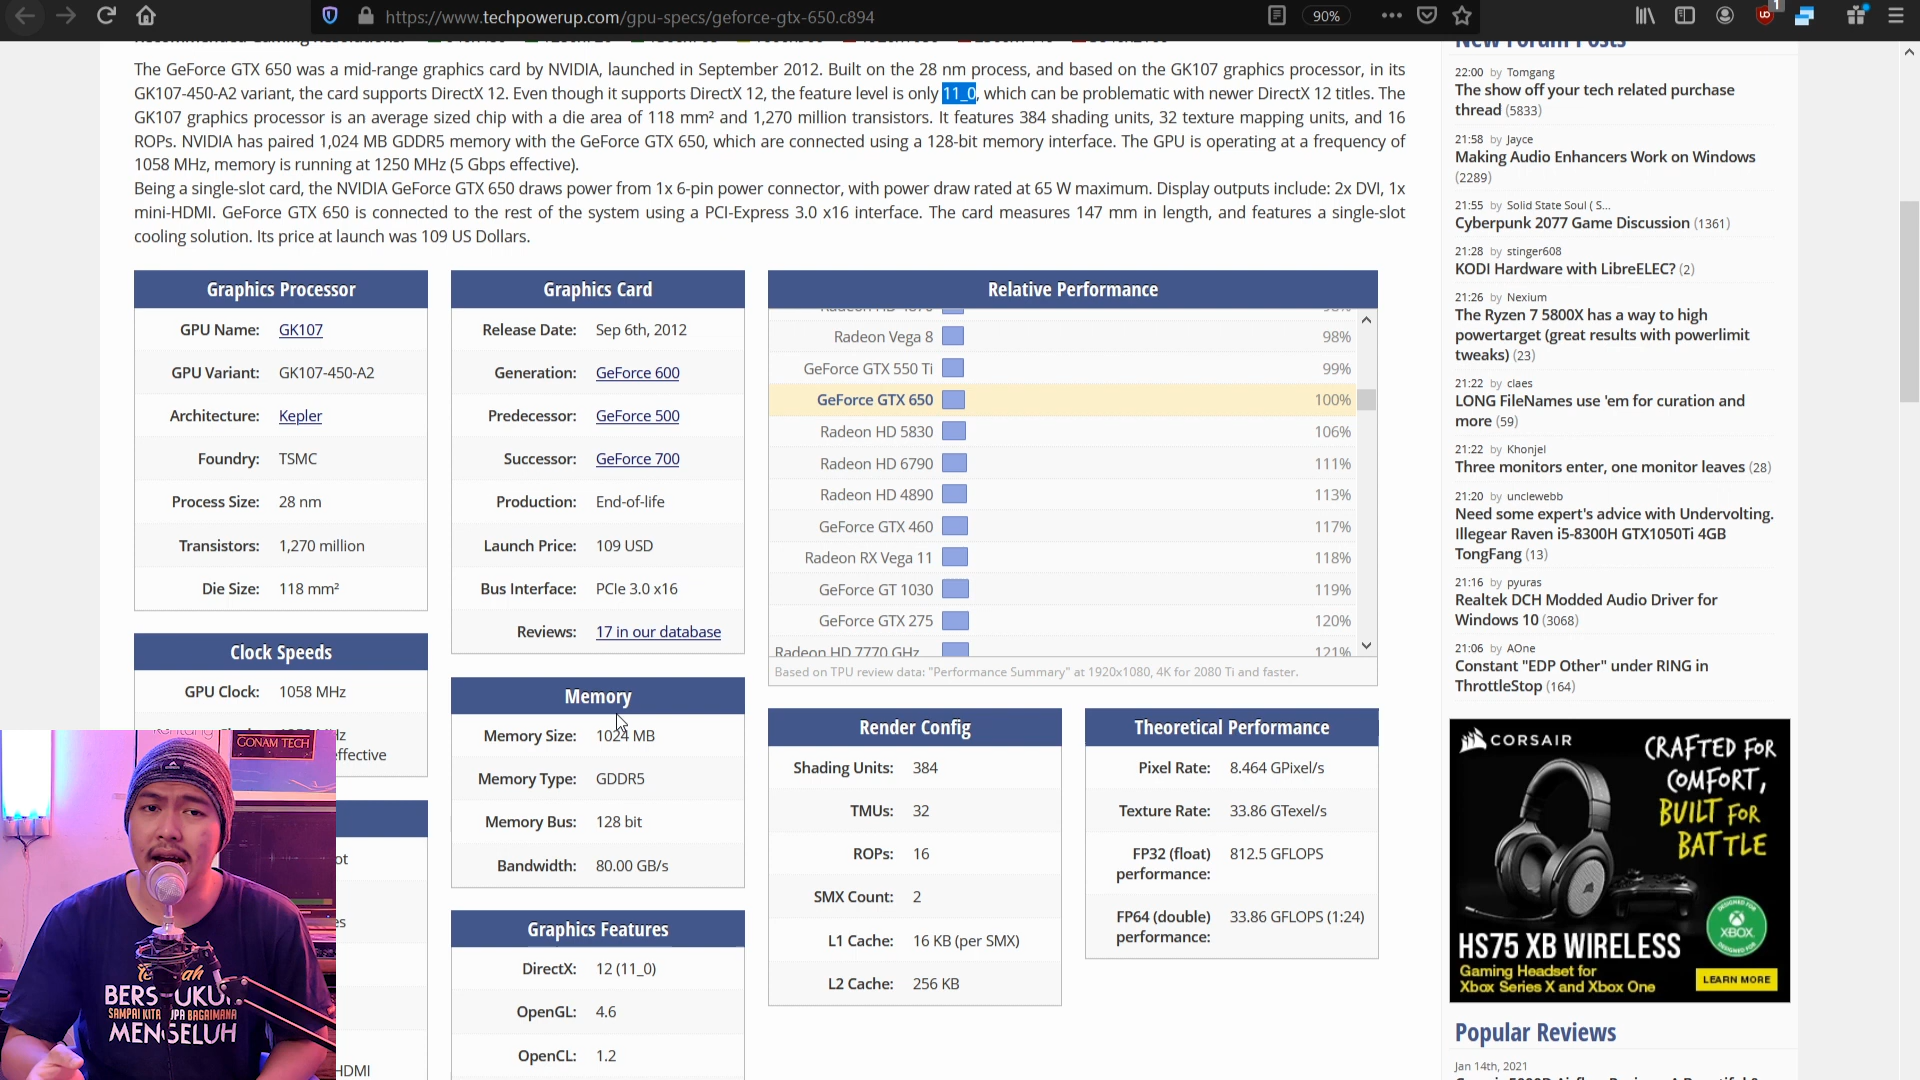 https://www.techpowerup.com/gpu-specs/geforce-gtx-650.c894
90%
The GeForce GTX 650 was a mid-range graphics card by NVIDIA, launched in September 2012. Built on the 28 nm process, and based on the GK107 graphics processor, in its
GK107-450-A2 variant, the card supports DirectX 12. Even though it supports DirectX 12, the feature level is only 11_0, which can be problematic with newer DirectX 12 titles. The
GK107 graphics processor is an average sized chip with a die area of 118 mm² and 1,270 million transistors. It features 384 shading units, 32 texture mapping units, and 16
ROPs. NVIDIA has paired 1,024 MB GDDR5 memory with the GeForce GTX 650, which are connected using a 128-bit memory interface. The GPU is operating at a frequency of
1058 MHz, memory is running at 1250 MHz (5 Gbps effective).
Being a single-slot card, the NVIDIA GeForce GTX 650 draws power from 1x 6-pin power connector, with power draw rated at 65 W maximum. Display outputs include: 2x DVI, 1x
mini-HDMI. GeForce GTX 650 is connected to the rest of the system using a PCI-Express 3.0 x16 interface. The card measures 147 mm in length, and features a single-slot
cooling solution. Its price at launch was 109 US Dollars.
Graphics Processor
GPU Name: GK107
GPU Variant: GK107-450-A2
Architecture: Kepler
Foundry: TSMC
Process Size: 28 nm
Transistors: 1,270 million
Die Size: 118 mm²
Clock Speeds
GPU Clock: 1058 MHz
effective
GONAM TECH
BERS
UKU
SAMPAI KITA
PA BAGAIMANA
MENGELUH
HDMI
Graphics Card
Release Date: Sep 6th, 2012
Generation: GeForce 600
Predecessor: GeForce 500
Successor: GeForce 700
Production: End-of-life
Launch Price: 109 USD
Bus Interface: PCIe 3.0 x16
Reviews: 17 in our database
Memory
Memory Size: 1024 MB
Memory Type: GDDR5
Memory Bus: 128 bit
Bandwidth: 80.00 GB/s
Graphics Features
DirectX: 12 (11_0)
OpenGL: 4.6
OpenCL: 1.2
Relative Performance
Radeon Vega 8 98%
GeForce GTX 550 Ti 99%
GeForce GTX 650 100%
Radeon HD 5830 106%
Radeon HD 6790 111%
Radeon HD 4890 113%
GeForce GTX 460 117%
Radeon RX Vega 11 118%
GeForce GT 1030 119%
GeForce GTX 275 120%
Radeon HD 7770 GHz 121%
Based on TPU review data: "Performance Summary" at 1920x1080, 4K for 2080 Ti and faster.
Render Config
Shading Units: 384
TMUs: 32
ROPs: 16
SMX Count: 2
L1 Cache: 16 KB (per SMX)
L2 Cache: 256 KB
Theoretical Performance
Pixel Rate: 8.464 GPixel/s
Texture Rate: 33.86 GTexel/s
FP32 (float) 812.5 GFLOPS
performance:
FP64 (double) 33.86 GFLOPS (1:24)
performance:
New Forum Posts
22:00 by Tomgang
The show off your tech related purchase
thread (5833)
21:58 by Jayce
Making Audio Enhancers Work on Windows
(2289)
21:55 by Solid State Soul ( S...
Cyberpunk 2077 Game Discussion (1361)
21:28 by stinger608
KODI Hardware with LibreELEC? (2)
21:26 by Nexium
The Ryzen 7 5800X has a way to high
powertarget (great results with powerlimit
tweaks) (23)
21:22 by claes
LONG FileNames use 'em for curation and
more (59)
21:22 by Khonjel
Three monitors enter, one monitor leaves (28)
21:20 by unclewebb
Need some expert's advice with Undervolting.
Illegear Raven i5-8300H GTX1050Ti 4GB
TongFang (13)
21:16 by pyuras
Realtek DCH Modded Audio Driver for
Windows 10 (3068)
21:06 by AOne
Constant "EDP Other" under RING in
ThrottleStop (164)
CORSAIR
CRAFTED FOR
COMFORT,
BUILT FOR
BATTLE
DESIGNED FOR
XBOX
HS75 XB WIRELESS
Gaming Headset for
Xbox Series X and Xbox One
LEARN MORE
Popular Reviews
Jan 14th, 2021